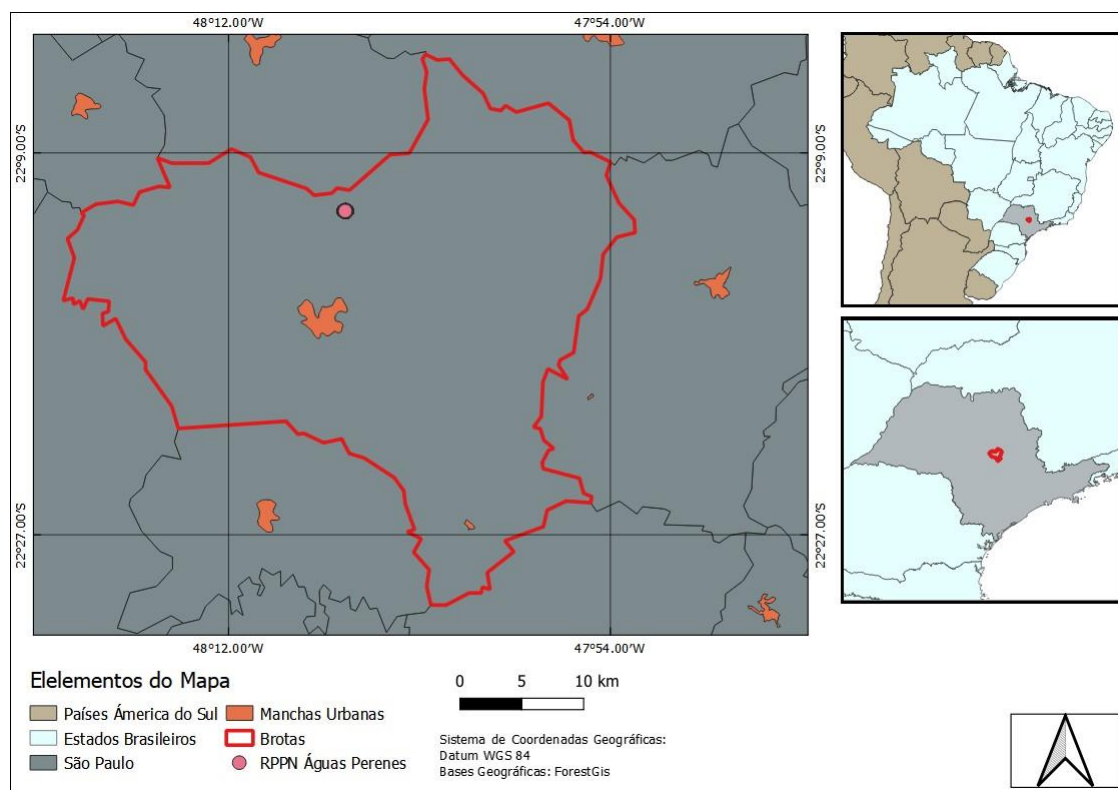 48°12.00'W 47°54.00'W
22°9.00'S 22°9.00'S
22°27.00'S 22°27.00'S
48°12.00'W 47°54.00'W
Elelementos do Mapa
Países Ámerica do Sul
Estados Brasileiros
São Paulo
Manchas Urbanas
Brotas
RPPN Águas Perenes
0 5 10 km
Sistema de Coordenadas Geográficas:
Datum WGS 84
Bases Geográficas: ForestGis